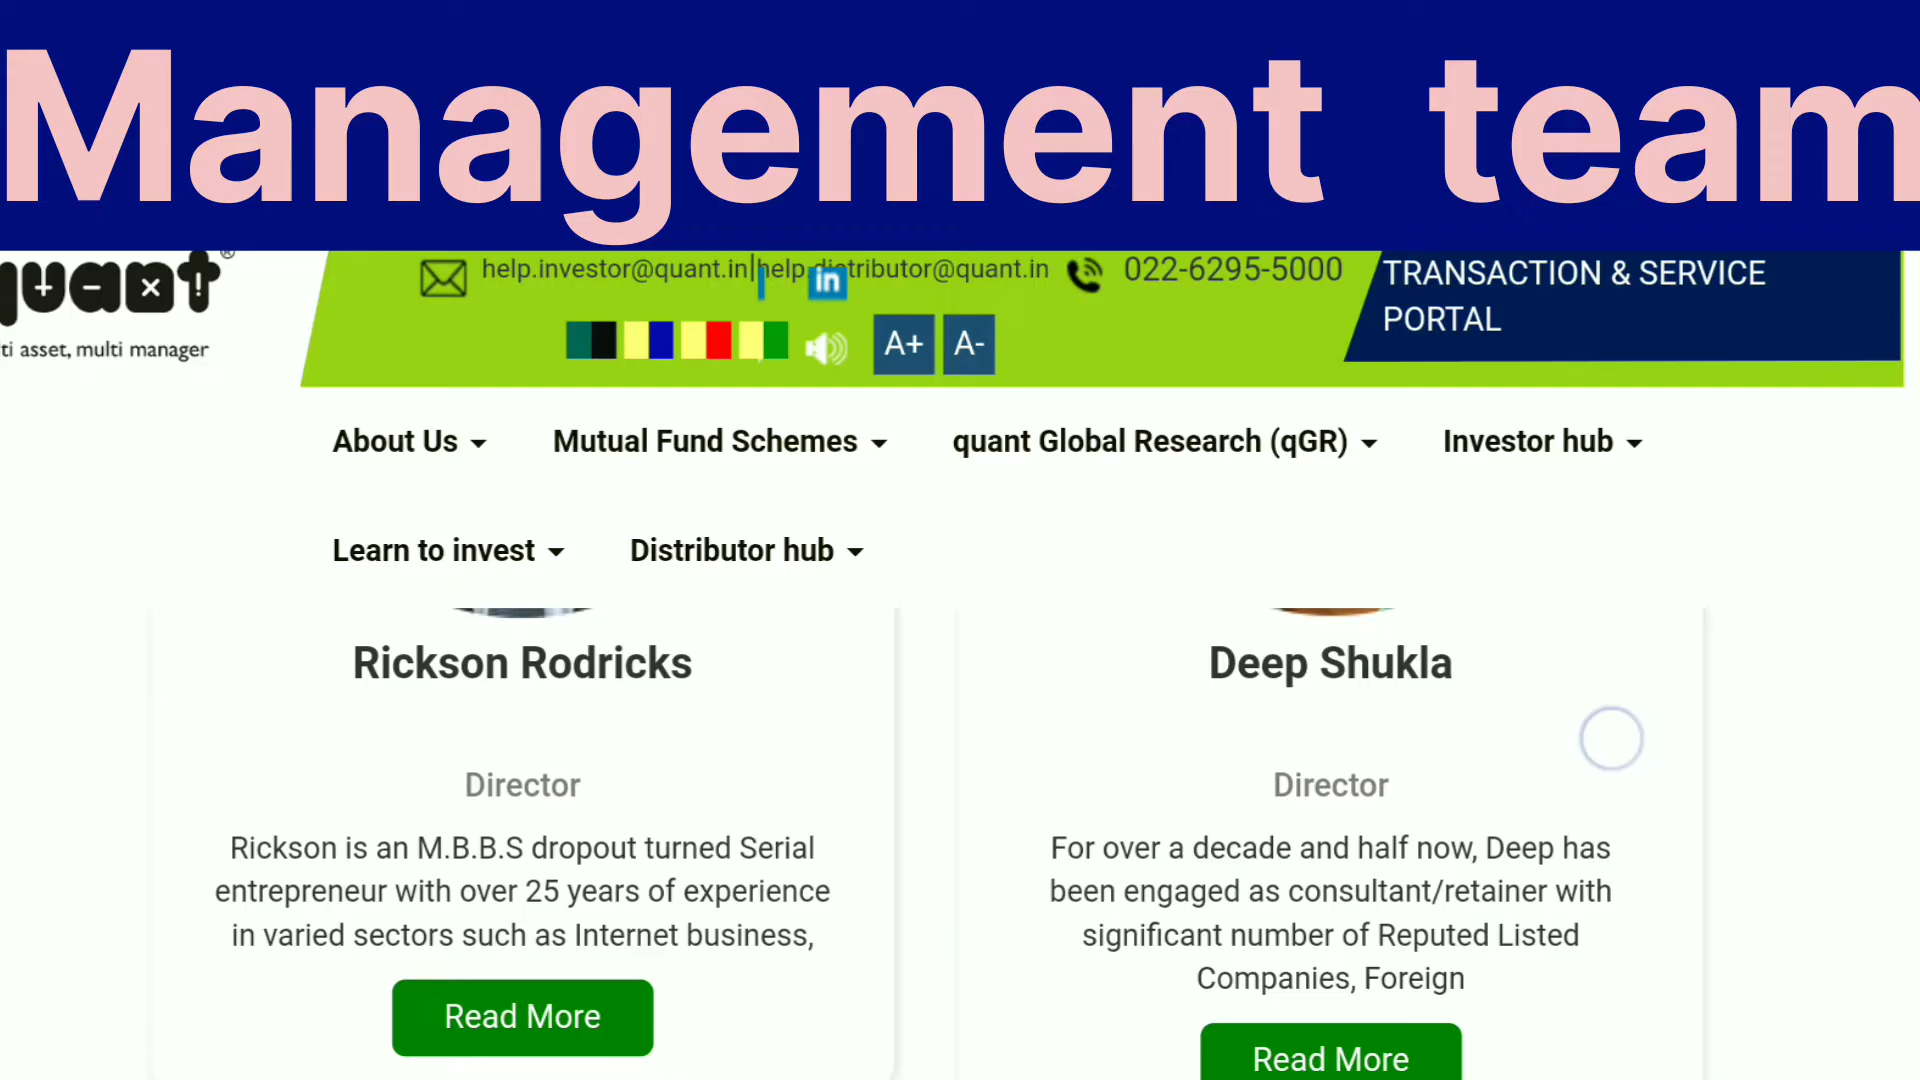 Management team
quant
ti asset, multi manager
help.investor@quant.in|help.distributor@quant.in
022-6295-5000
TRANSACTION & SERVICE
PORTAL
in
A+ A-
About Us
Mutual Fund Schemes
quant Global Research (qGR)
Investor hub
Learn to invest
Distributor hub
Rickson Rodricks
Director
Rickson is an M.B.B.S dropout turned Serial
entrepreneur with over 25 years of experience
in varied sectors such as Internet business,
Read More
Deep Shukla
Director
For over a decade and half now, Deep has
been engaged as consultant/retainer with
significant number of Reputed Listed
Companies, Foreign
Read More